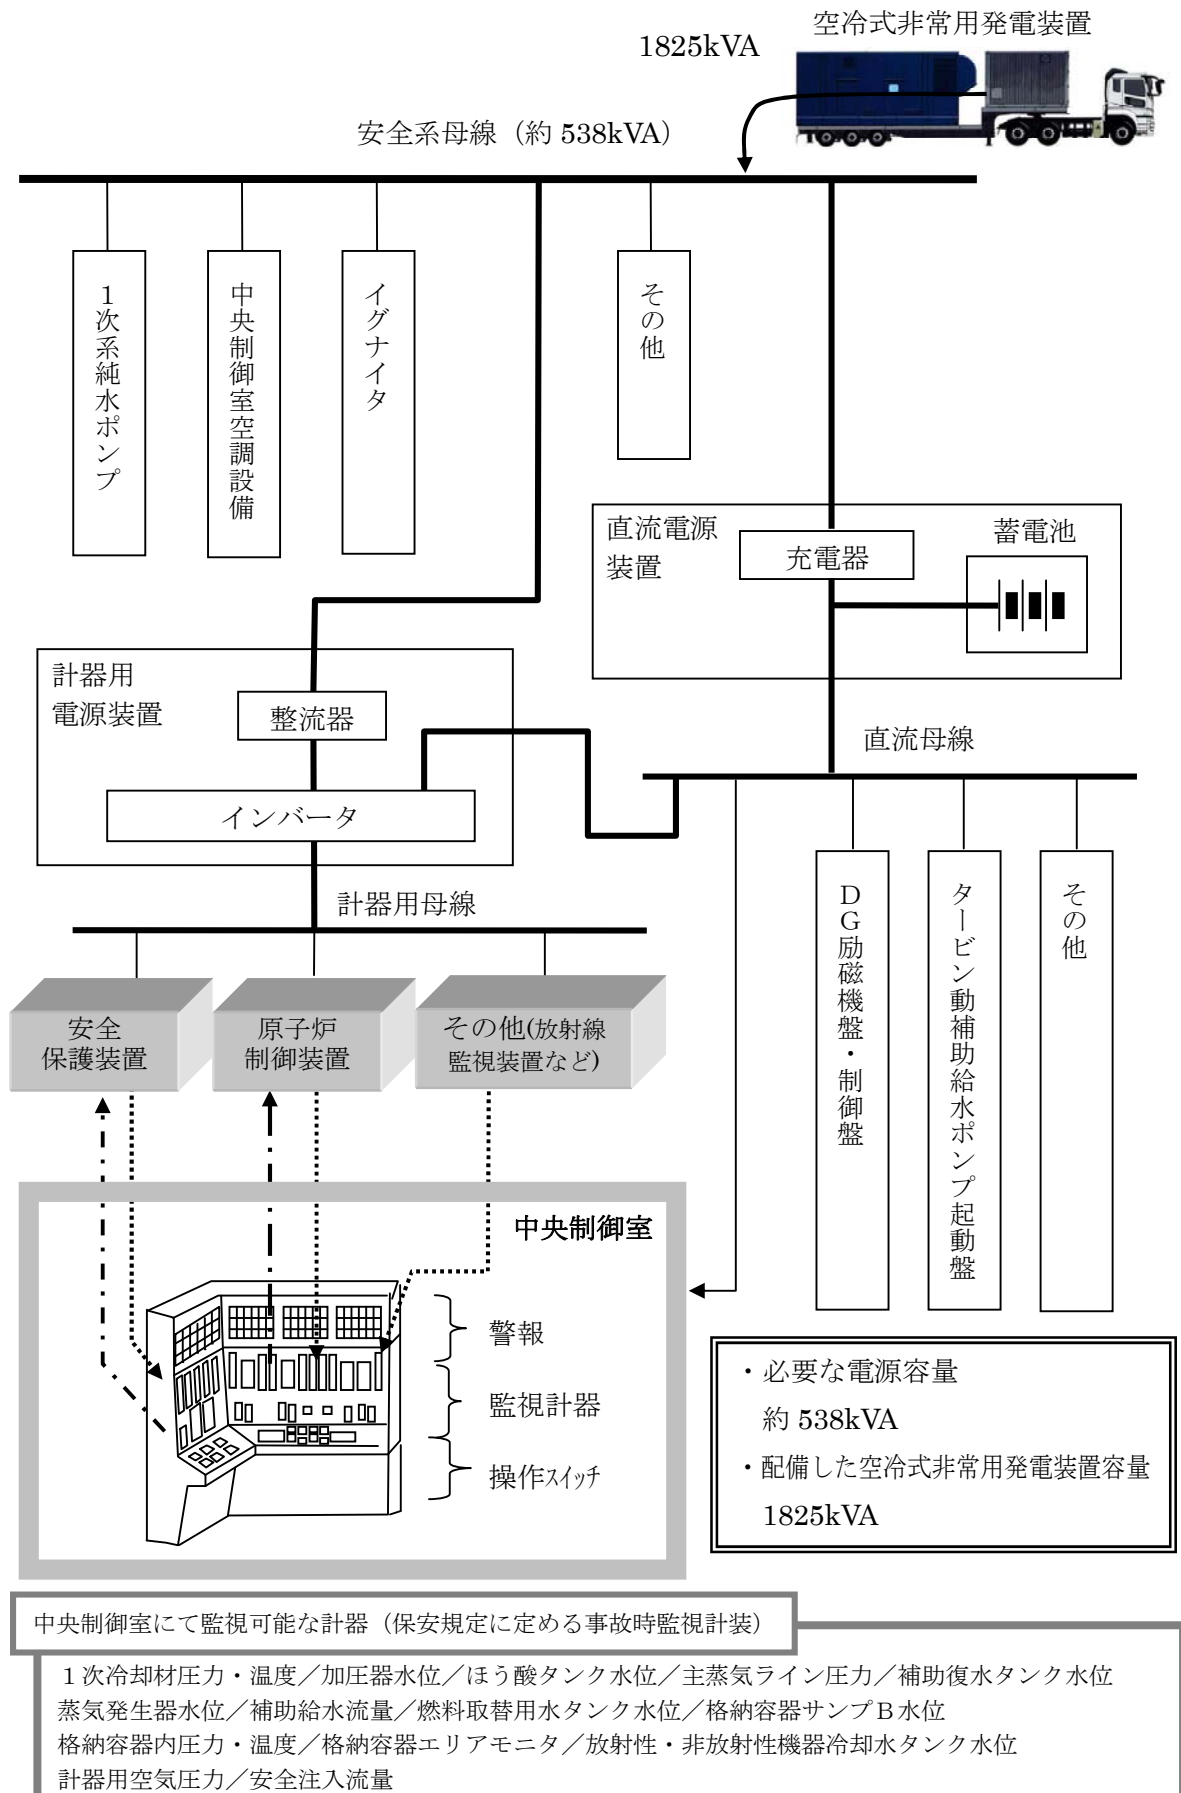 空冷式非常用発電装置
1825kVA
安全系母線（約 538kVA）
１次系純水ポンプ
中央制御室空調設備
イグナイタ
その他
直流電源
装置
充電器
蓄電池
計器用
電源装置
整流器
インバータ
直流母線
計器用母線
ＤＧ励磁機盤・制御盤
タービン動補助給水ポンプ起動盤
その他
安全
保護装置
原子炉
制御装置
その他(放射線
監視装置など)
中央制御室
警報
監視計器
操作ｽｲｯﾁ
・必要な電源容量
約 538kVA
・配備した空冷式非常用発電装置容量
1825kVA
中央制御室にて監視可能な計器（保安規定に定める事故時監視計装）
１次冷却材圧力・温度／加圧器水位／ほう酸タンク水位／主蒸気ライン圧力／補助復水タンク水位
蒸気発生器水位／補助給水流量／燃料取替用水タンク水位／格納容器サンプＢ水位
格納容器内圧力・温度／格納容器エリアモニタ／放射性・非放射性機器冷却水タンク水位
計器用空気圧力／安全注入流量